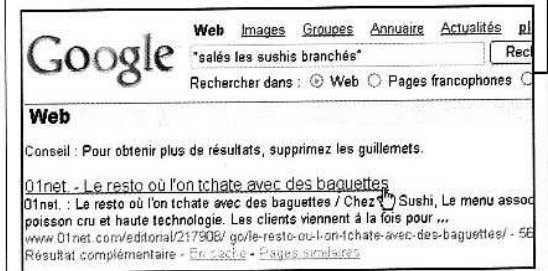 Web Images Groupes Annuaire Actualités pl
Google
"salés les sushis branchés"
Rech
Rechercher dans : Web Pages francophones
Web
Conseil : Pour obtenir plus de résultats, supprimez les guillemets.
01net. - Le resto où l'on tchate avec des baguettes
01net. : Le resto où l'on tchate avec des baguettes / Chez Sushi, Le menu assoc
poisson cru et haute technologie. Les clients viennent à la fois pour ...
www.01net.com/editorial/217908/ go/le-resto-ou-l-on-tchate-avec-des-baguettes/ - 56
Résultat complémentaire - En cache - Pages similaires